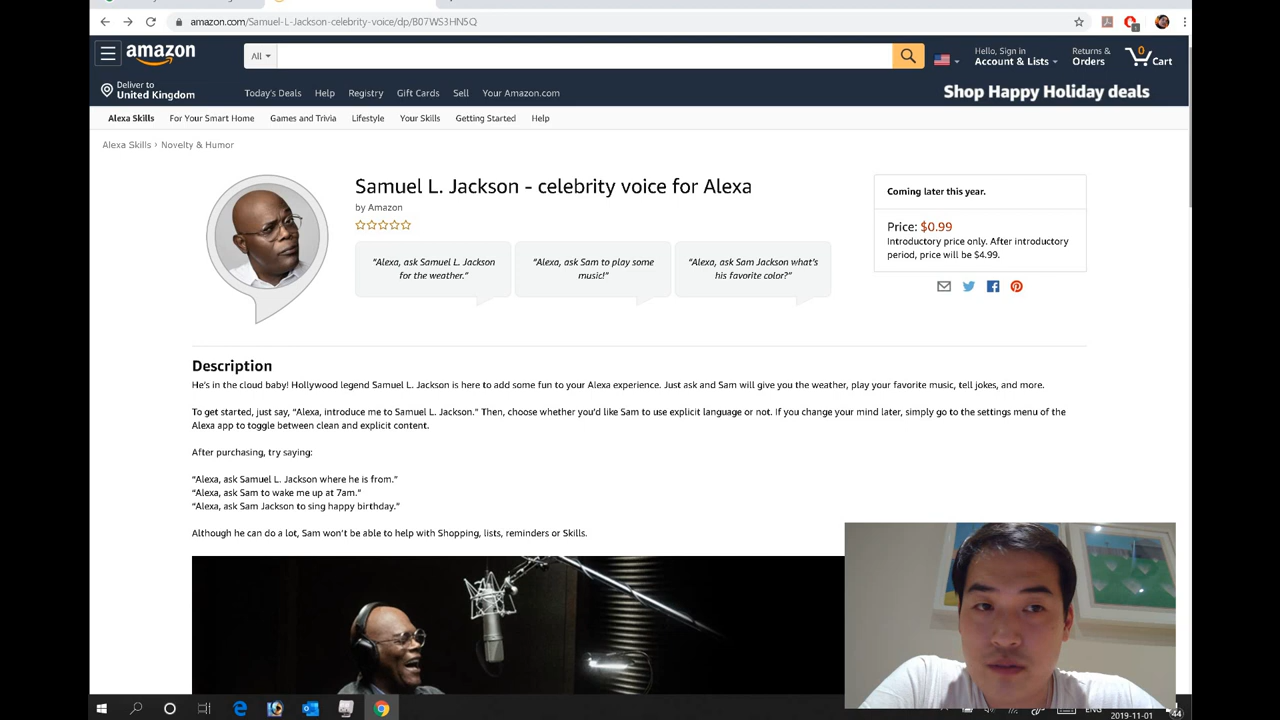 amazon.com/Samuel-L-Jackson-celebrity-voice/dp/B07WS3HN5Q
amazon
All
Hello, Sign in
Account & Lists
Returns &
Orders
0
Cart
Deliver to
United Kingdom
Today's Deals Help Registry Gift Cards Sell Your Amazon.com
Shop Happy Holiday deals
Alexa Skills For Your Smart Home Games and Trivia Lifestyle Your Skills Getting Started Help
Alexa Skills › Novelty & Humor
Samuel L. Jackson - celebrity voice for Alexa
by Amazon
“Alexa, ask Samuel L. Jackson
for the weather.”
“Alexa, ask Sam to play some
music!”
“Alexa, ask Sam Jackson what's
his favorite color?”
Coming later this year.
Price: $0.99
Introductory price only. After introductory
period, price will be $4.99.
Description
He's in the cloud baby! Hollywood legend Samuel L. Jackson is here to add some fun to your Alexa experience. Just ask and Sam will give you the weather, play your favorite music, tell jokes, and more.
To get started, just say, “Alexa, introduce me to Samuel L. Jackson.” Then, choose whether you'd like Sam to use explicit language or not. If you change your mind later, simply go to the settings menu of the
Alexa app to toggle between clean and explicit content.
After purchasing, try saying:
“Alexa, ask Samuel L. Jackson where he is from.”
“Alexa, ask Sam to wake me up at 7am.”
“Alexa, ask Sam Jackson to sing happy birthday.”
Although he can do a lot, Sam won't be able to help with Shopping, lists, reminders or Skills.
2019-11-01
44